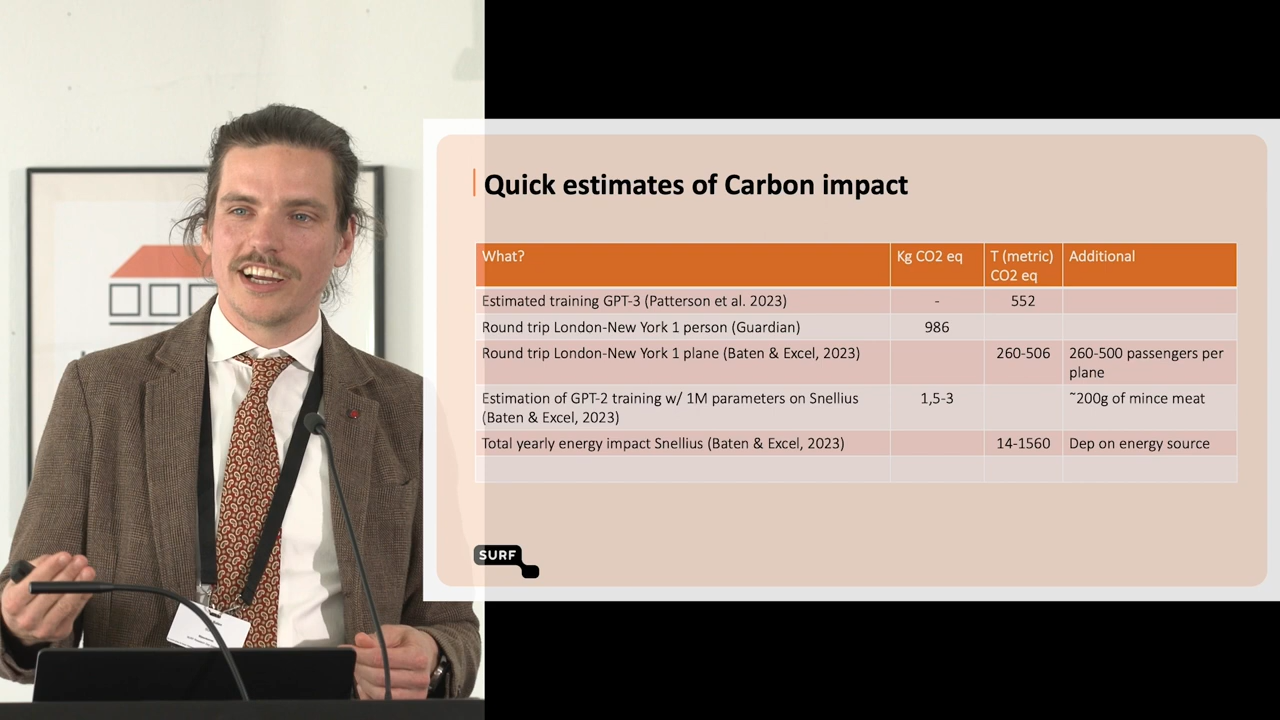 Quick estimates of Carbon impact
What?
Kg CO2 eq
T (metric)
CO2 eq
Additional
Estimated training GPT-3 (Patterson et al. 2023)
-
552
Round trip London-New York 1 person (Guardian)
986
Round trip London-New York 1 plane (Baten & Excel, 2023)
260-506
260-500 passengers per
plane
Estimation of GPT-2 training w/ 1M parameters on Snellius
(Baten & Excel, 2023)
1,5-3
~200g of mince meat
Total yearly energy impact Snellius (Baten & Excel, 2023)
14-1560
Dep on energy source
SURF